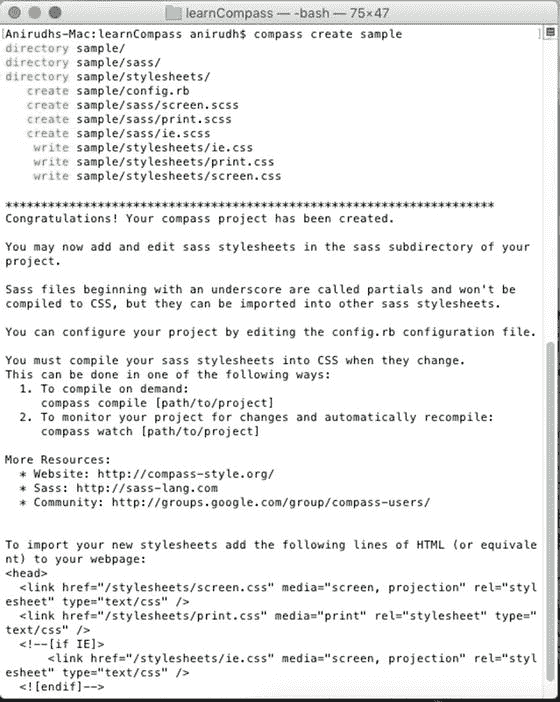 learnCompass — -bash — 75×47
[Anirudhs-Mac:learnCompass anirudh$ compass create sample ]
directory sample/
directory sample/sass/
directory sample/stylesheets/
   create sample/config.rb
   create sample/sass/screen.scss
   create sample/sass/print.scss
   create sample/sass/ie.scss
    write sample/stylesheets/ie.css
    write sample/stylesheets/print.css
    write sample/stylesheets/screen.css
*********************************************************************
Congratulations! Your compass project has been created.
You may now add and edit sass stylesheets in the sass subdirectory of your
project.
Sass files beginning with an underscore are called partials and won't be
compiled to CSS, but they can be imported into other sass stylesheets.
You can configure your project by editing the config.rb configuration file.
You must compile your sass stylesheets into CSS when they change.
This can be done in one of the following ways:
  1. To compile on demand:
     compass compile [path/to/project]
  2. To monitor your project for changes and automatically recompile:
     compass watch [path/to/project]
More Resources:
  * Website: http://compass-style.org/
  * Sass: http://sass-lang.com
  * Community: http://groups.google.com/group/compass-users/
To import your new stylesheets add the following lines of HTML (or equivale
nt) to your webpage:
<head>
  <link href="/stylesheets/screen.css" media="screen, projection" rel="styl
esheet" type="text/css" />
  <link href="/stylesheets/print.css" media="print" rel="stylesheet" type="
text/css" />
  <!--[if IE]>
      <link href="/stylesheets/ie.css" media="screen, projection" rel="styl
esheet" type="text/css" />
  <![endif]-->